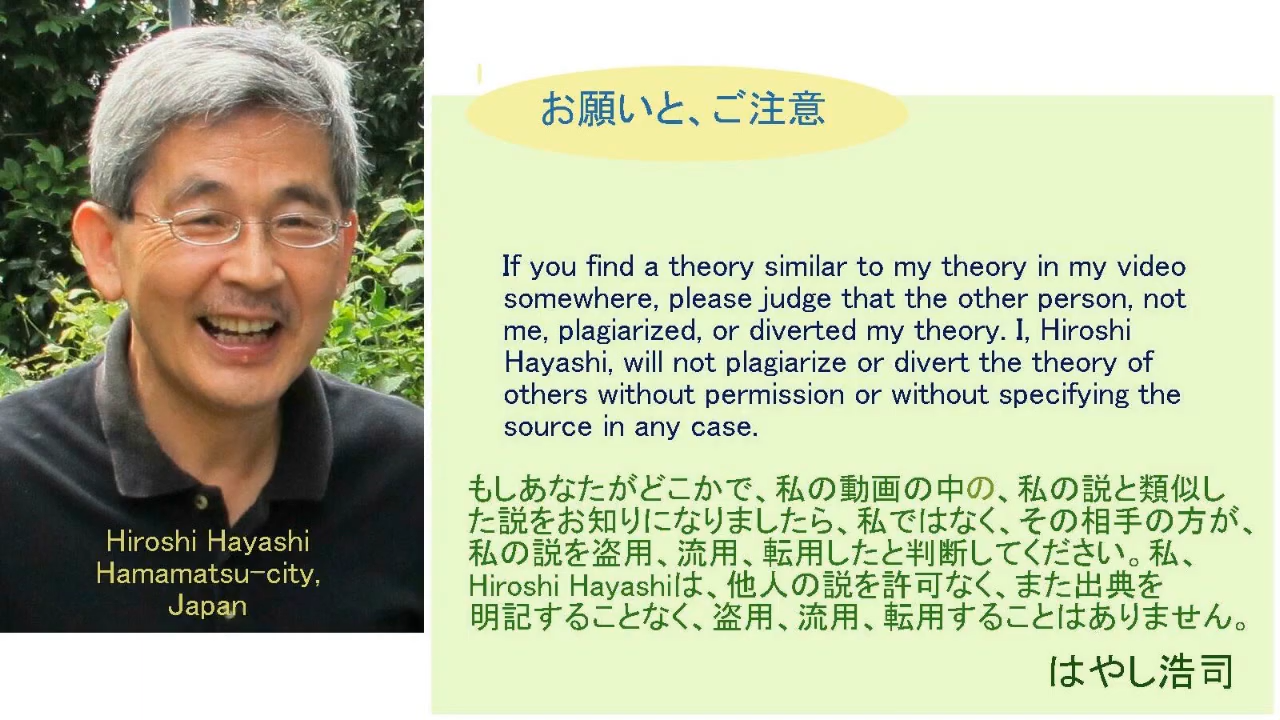 お願いと、ご注意
If you find a theory similar to my theory in my video
somewhere, please judge that the other person, not
me, plagiarized, or diverted my theory. I, Hiroshi
Hayashi, will not plagiarize or divert the theory of
others without permission or without specifying the
source in any case.
もしあなたがどこかで、私の動画の中の、私の説と類似し
た説をお知りになりましたら、私ではなく、その相手の方が、
私の説を盗用、流用、転用したと判断してください。私、
Hiroshi Hayashiは、他人の説を許可なく、また出典を
明記することなく、盗用、流用、転用することはありません。
はやし浩司
Hiroshi Hayashi
Hamamatsu-city,
Japan